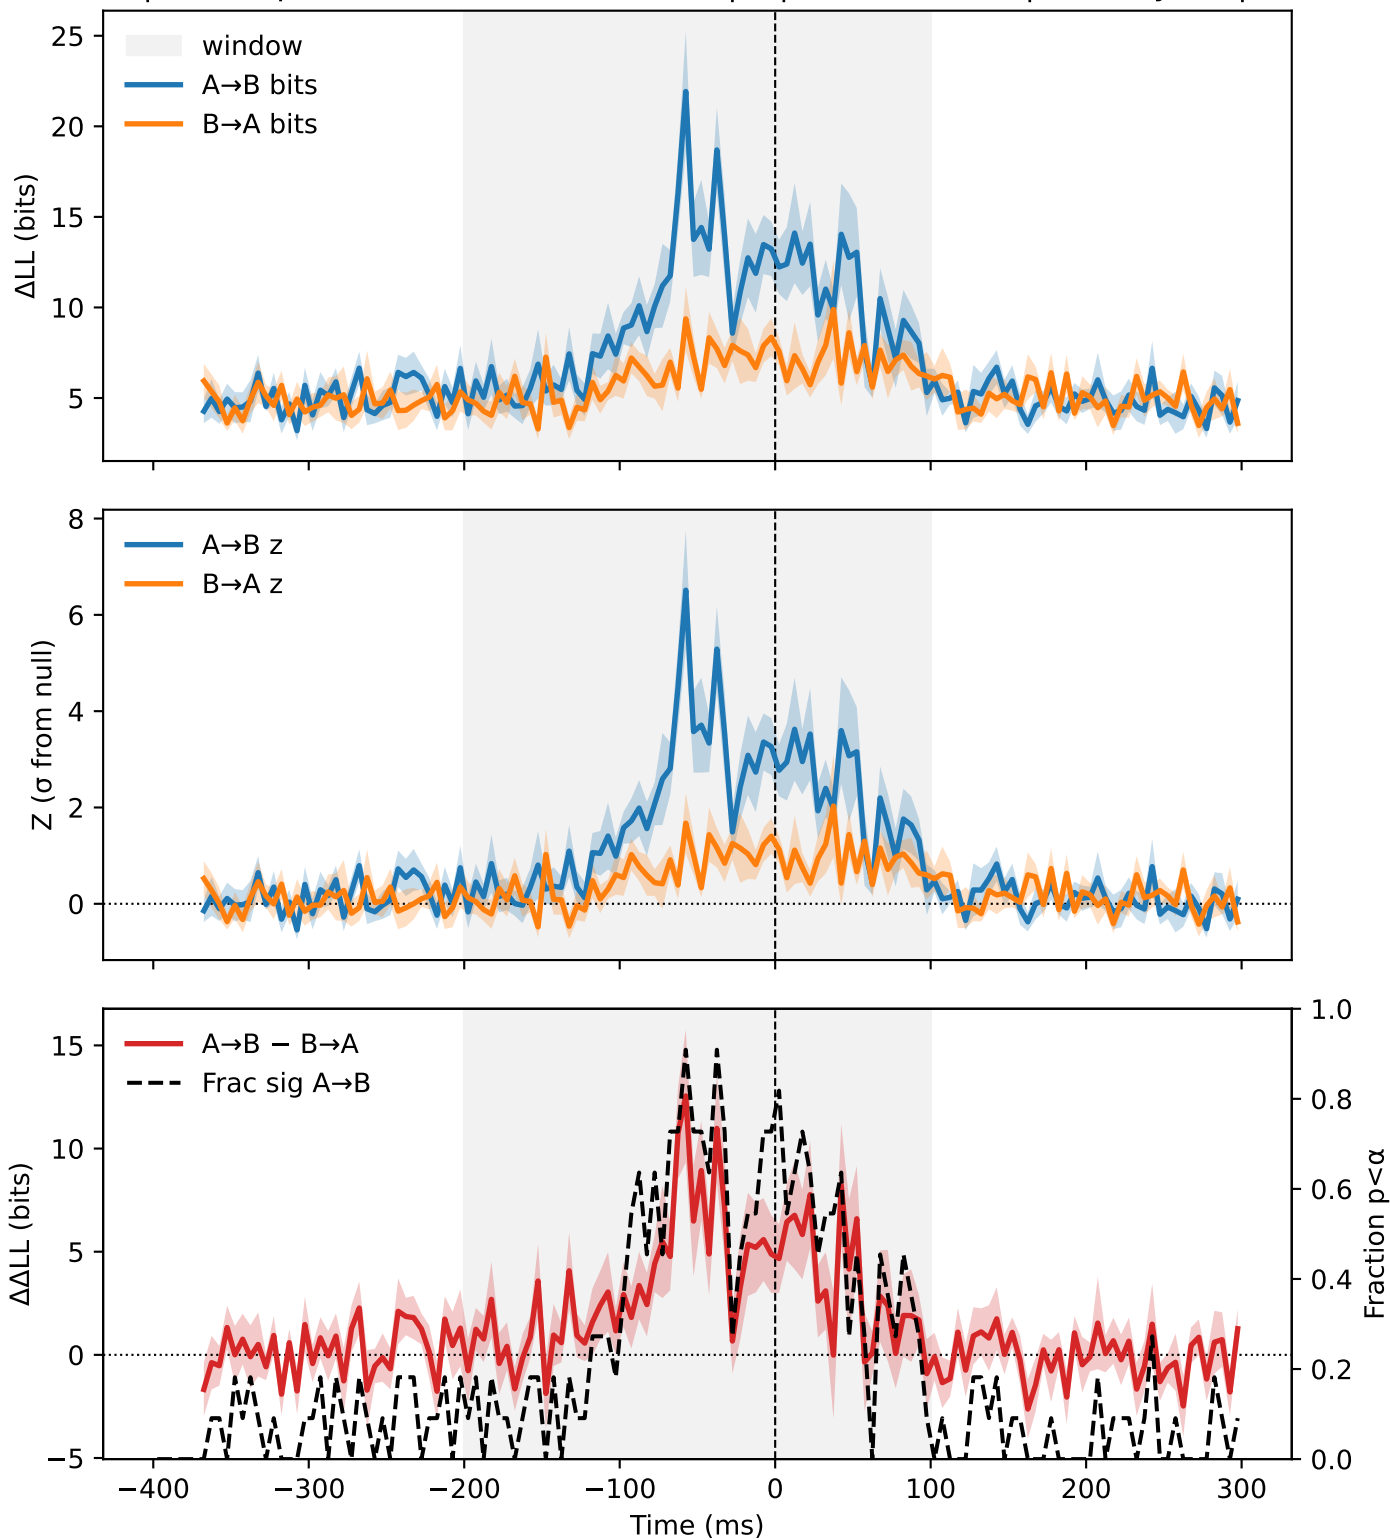 25
20
15
10
5
ΔLL (bits)
window
A→B bits
B→A bits
8
6
4
2
0
Z (σ from null)
A→B z
B→A z
15
10
5
0
−5
ΔΔLL (bits)
A→B − B→A
Frac sig A→B
1.0
0.8
0.6
0.4
0.2
0.0
Fraction p<α
−400
−300
−200
−100
0
100
200
300
Time (ms)